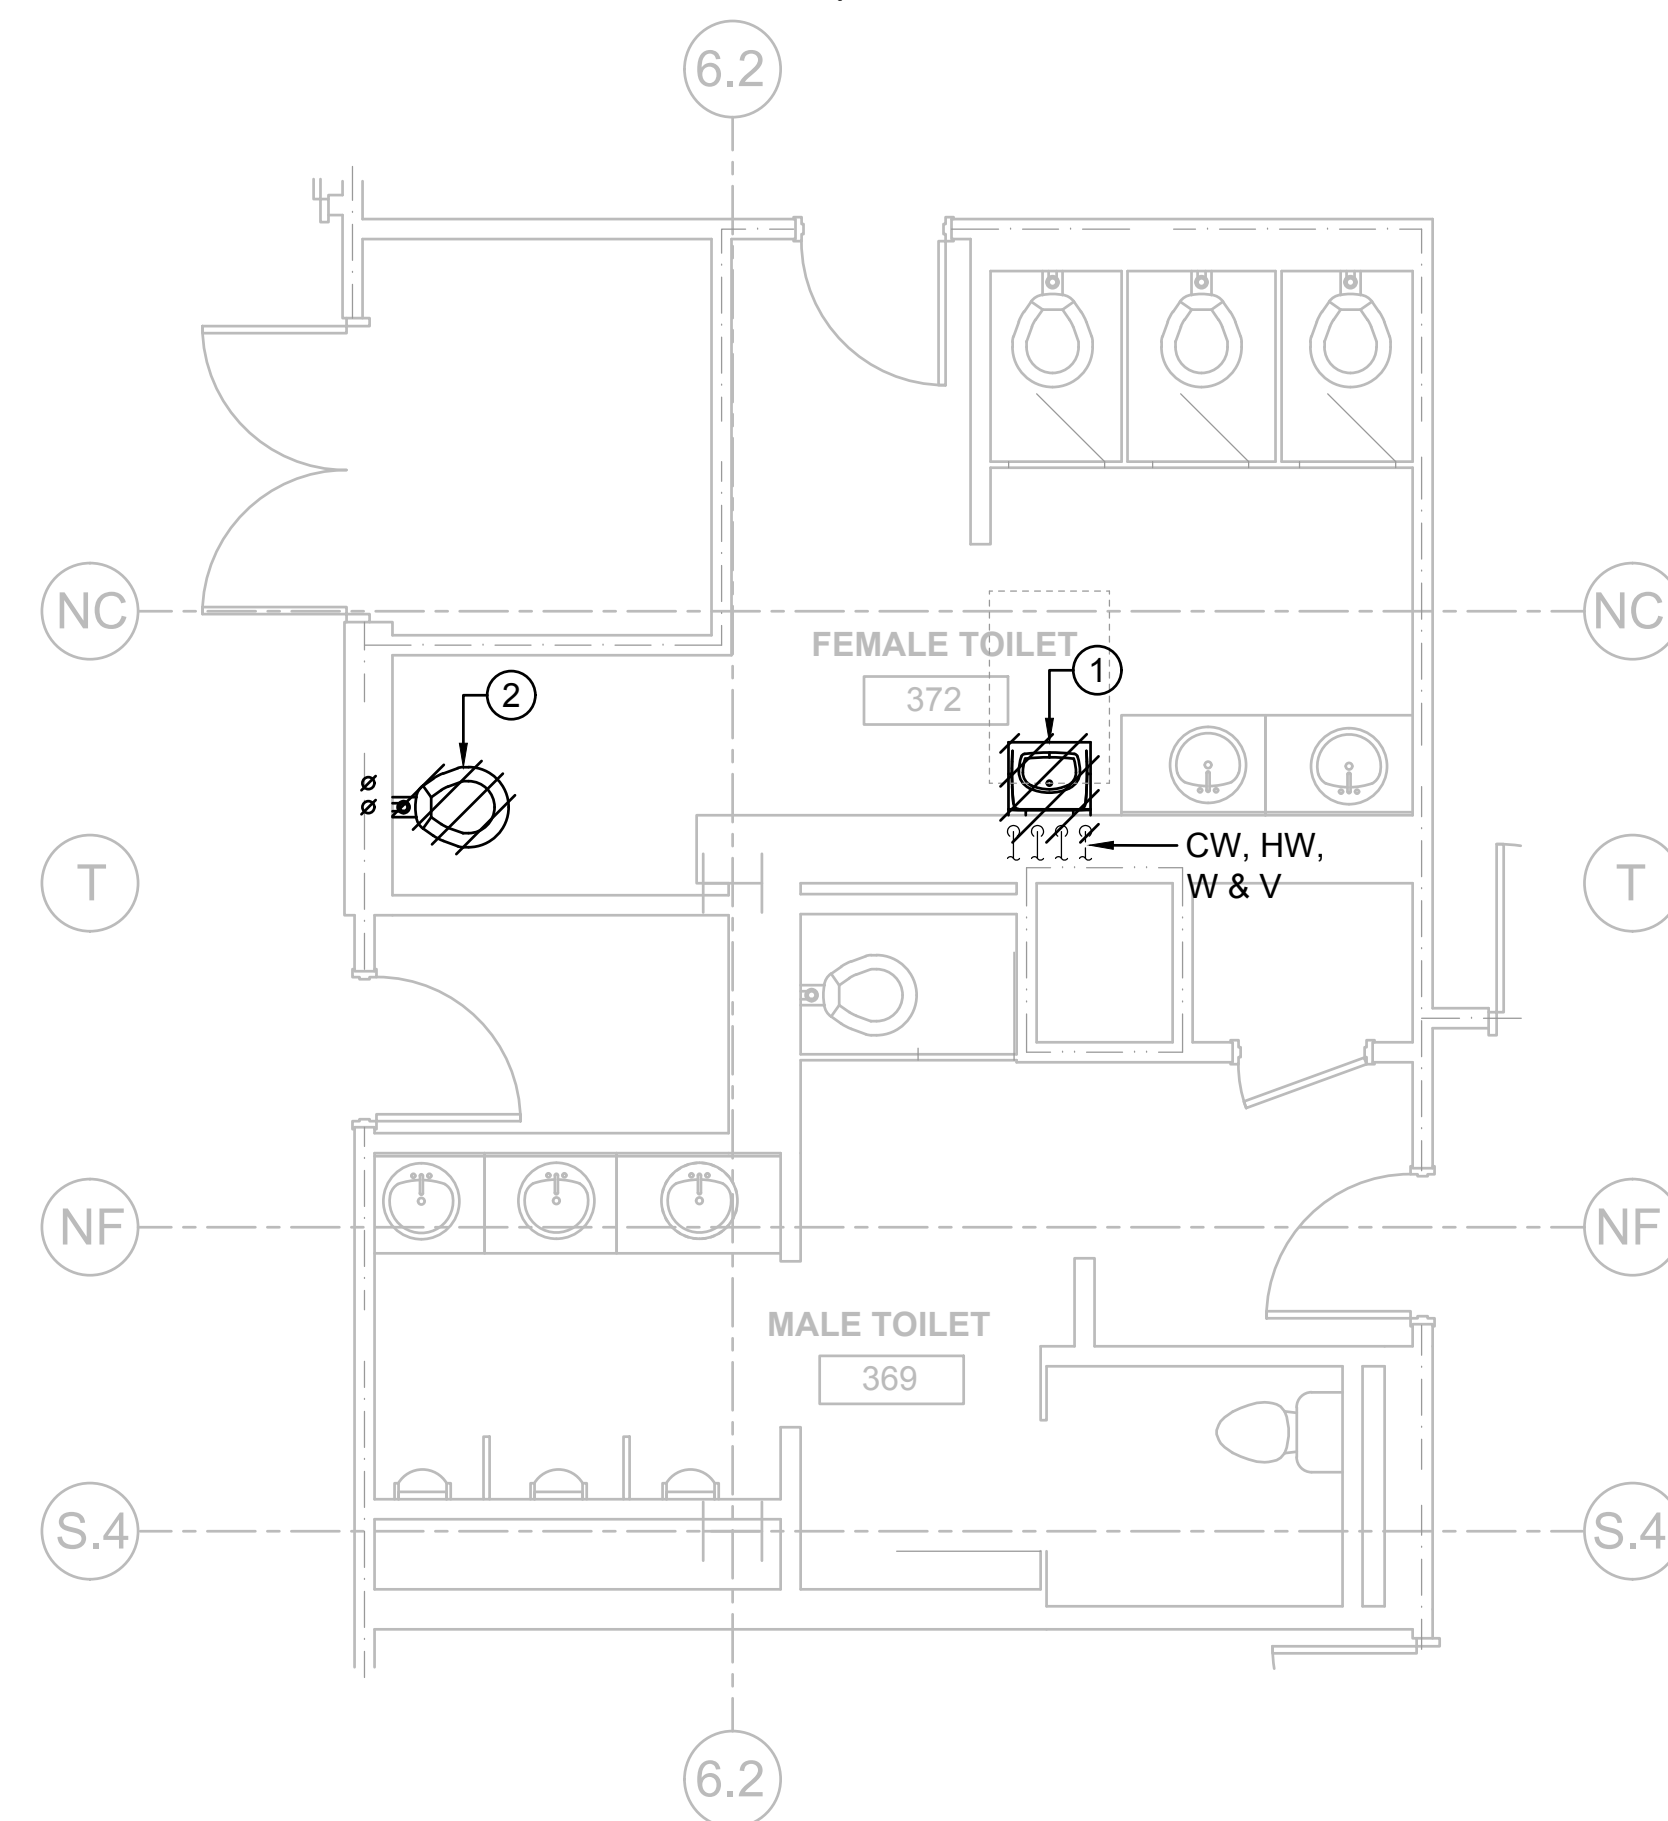 6.2
NC
NC
FEMALE TOILET
1
372
2
CW, HW,
W & V
T
T
NF
NF
MALE TOILET
369
S.4
S.4
6.2